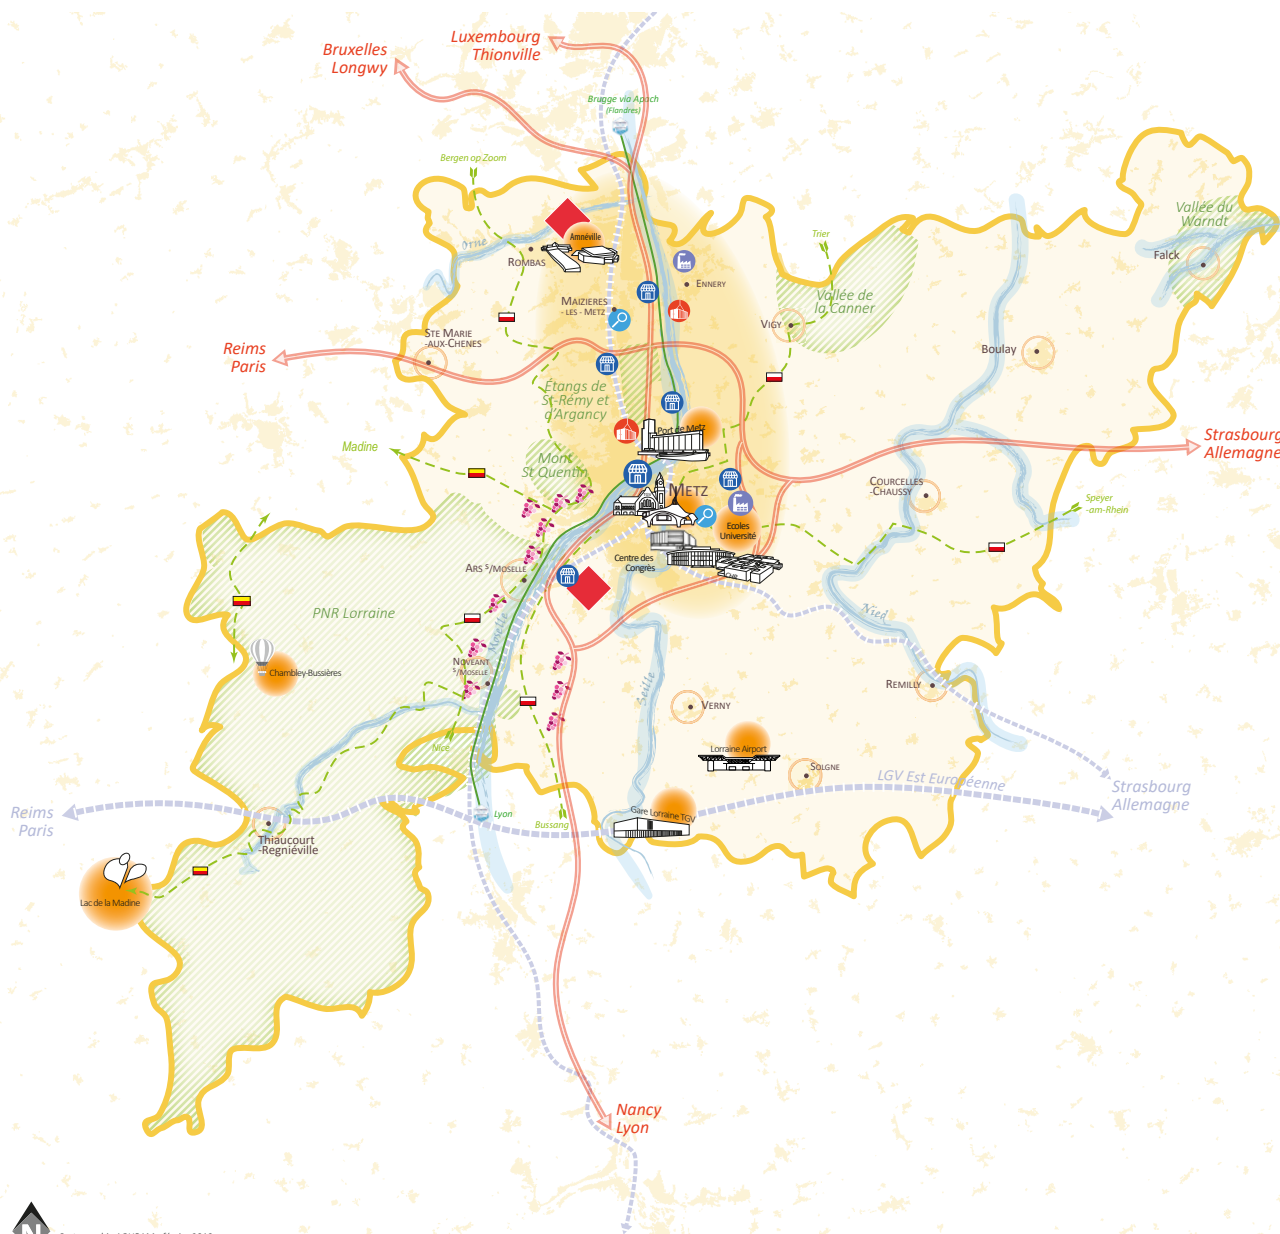 Luxembourg
Thionville
Bruxelles
Longwy
Brugge via Apach
(Flandres)
Bergen op Zoom
Vallée du
Warndt
Trier
Amnéville
Orne
ROMBAS
Falck
ENNERY
MAIZIERES
- LES - METZ
Vallée de
la Canner
VIGY
STE MARIE
-AUX-CHENES
Boulay
Reims
Paris
Étangs de
St-Rémy et
d'Argancy
Port de Metz
Strasbourg
Allemagne
Madine
Mont
St Quentin
METZ
COURCELLES
-CHAUSSY
Speyer
-am-Rhein
Ecoles
Université
Centre des
Congrès
ARS S/MOSELLE
PNR Lorraine
Nied
Moselle
NOVEANT
S/MOSELLE
Chambley-Bussières
REMILLY
Seille
VERNY
Nice
Lorraine Airport
SOLGNE
LGV Est Européenne
Strasbourg
Allemagne
Reims
Paris
Lyon
Bussang
Gare Lorraine TGV
Thiaucourt
-Regniéville
Lac de la Madine
Nancy
Lyon
N